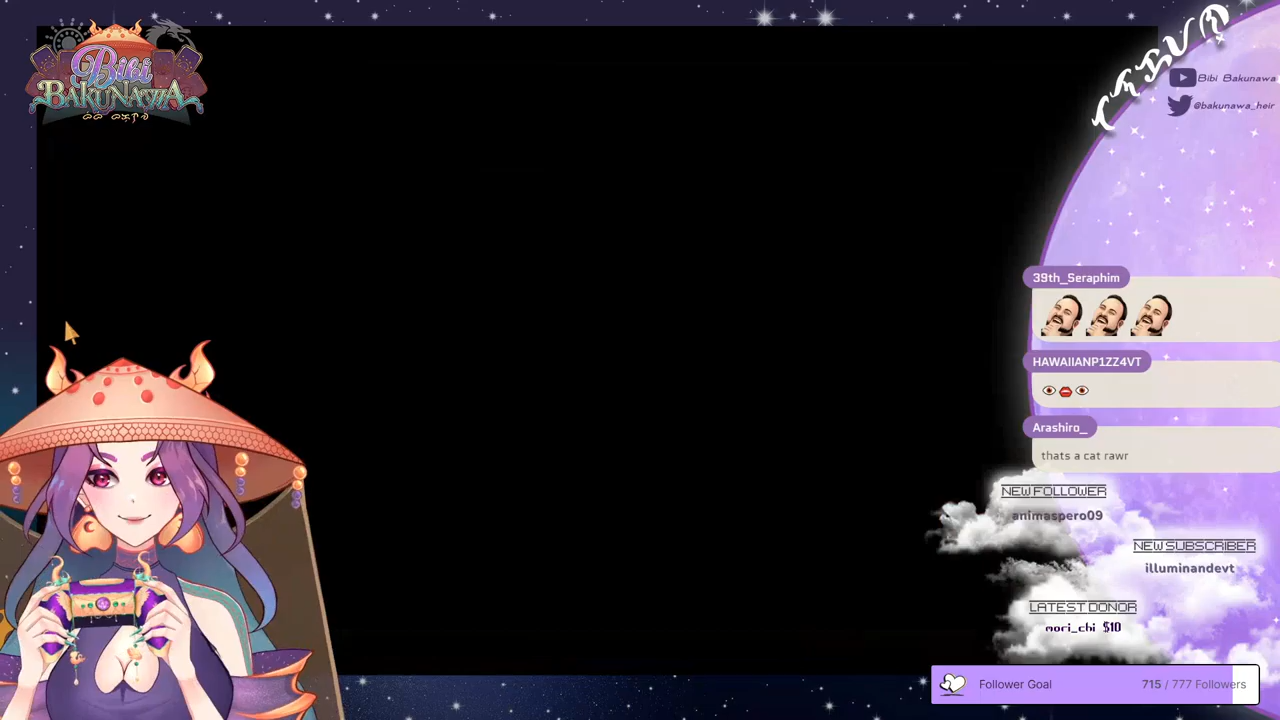 Bibi
BAKUNAWA
Bibi Bakunawa
@bakunawa_heir
39th_Seraphim
HAWAIIANP1ZZ4VT
Arashiro_
thats a cat rawr
NEW FOLLOWER
animaspero09
NEW SUBSCRIBER
illuminandevt
LATEST DONOR
mori_chi $10
Follower Goal
715 / 777 Followers